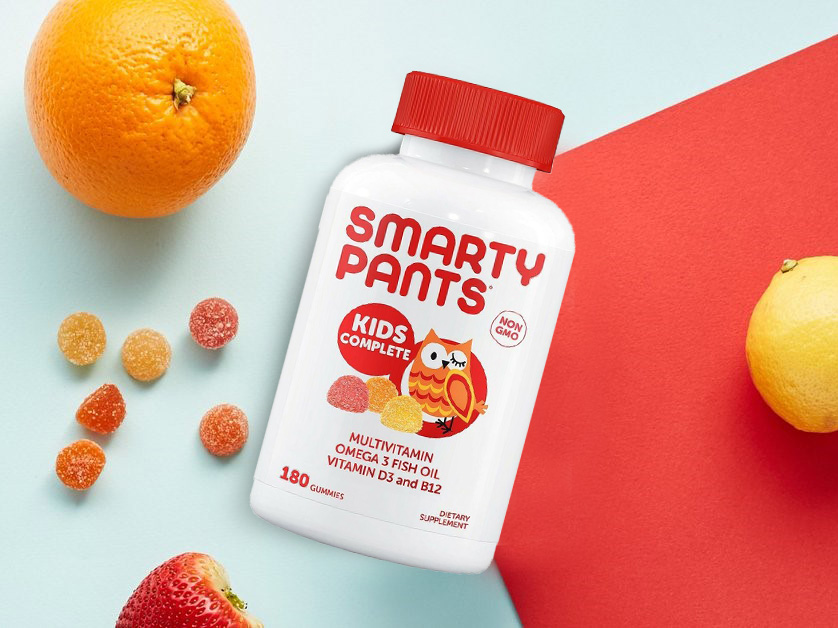 SMARTY
PANTS®
KIDS
COMPLETE
NON
GMO
MULTIVITAMIN
OMEGA 3 FISH OIL
VITAMIN D3 and B12
180 GUMMIES
DIETARY
SUPPLEMENT